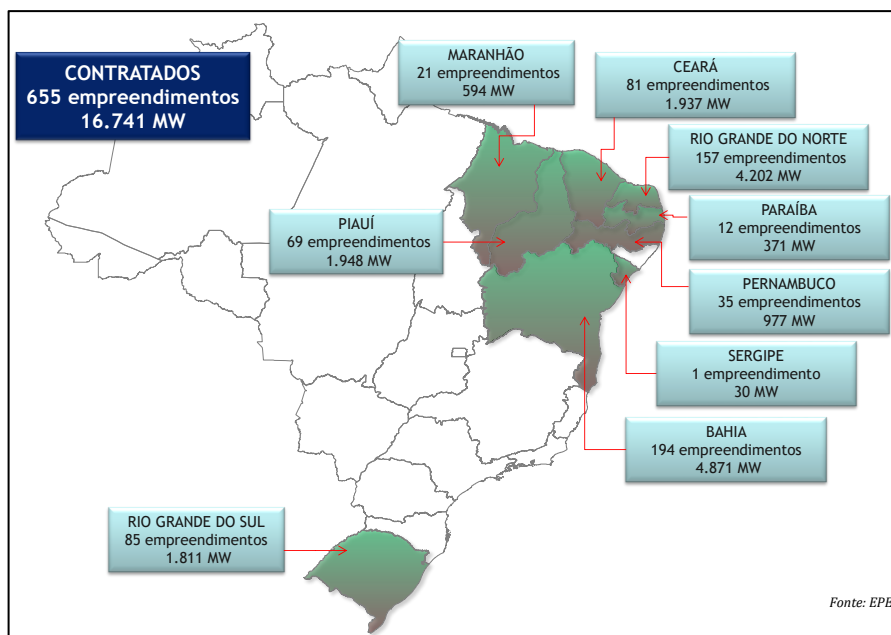 CONTRATADOS
655 empreendimentos
16.741 MW
MARANHÃO
21 empreendimentos
594 MW
CEARÁ
81 empreendimentos
1.937 MW
RIO GRANDE DO NORTE
157 empreendimentos
4.202 MW
PIAUÍ
69 empreendimentos
1.948 MW
PARAÍBA
12 empreendimentos
371 MW
PERNAMBUCO
35 empreendimentos
977 MW
SERGIPE
1 empreendimento
30 MW
BAHIA
194 empreendimentos
4.871 MW
RIO GRANDE DO SUL
85 empreendimentos
1.811 MW
Fonte: EPE